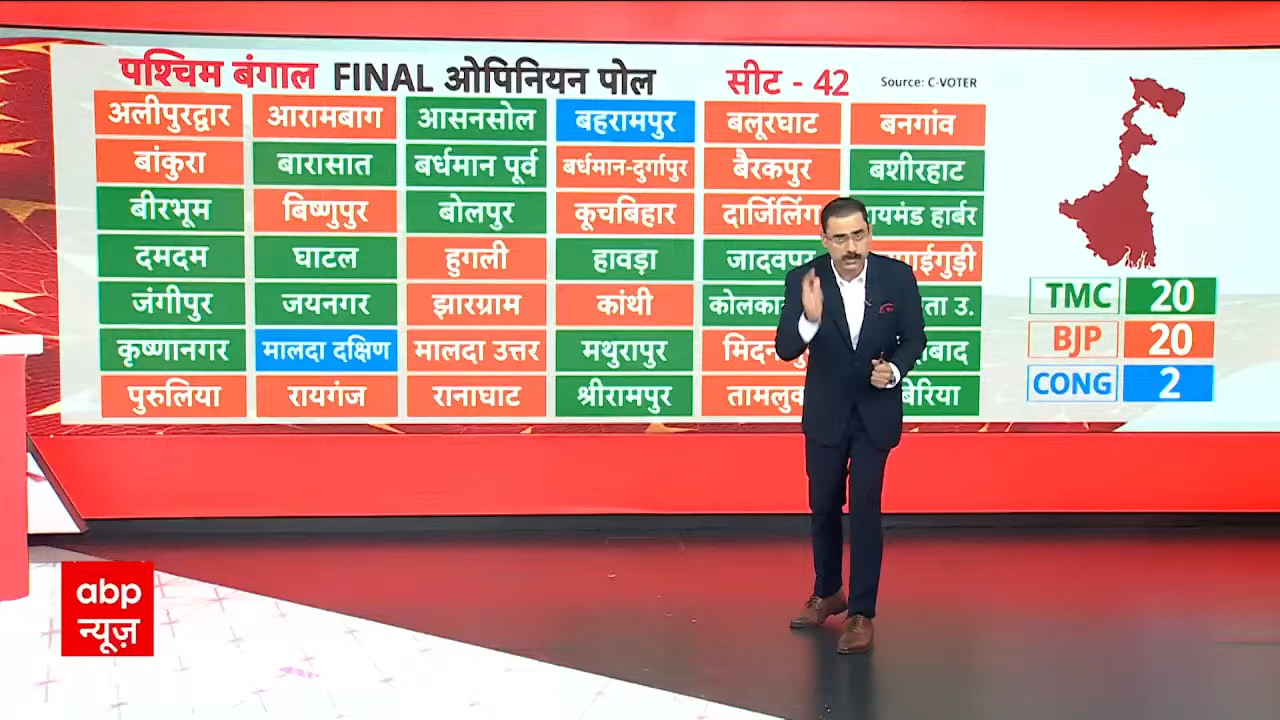 पश्चिम बंगाल FINAL ओपिनियन पोल सीट - 42 Source: C-VOTER
अलीपुरद्वार आरामबाग आसनसोल बहरामपुर बलूरघाट बनगांव
बांकुरा बारासात बर्धमान पूर्व बर्धमान-दुर्गापुर बैरकपुर बशीरहाट
बीरभूम बिष्णुपुर बोलपुर कूचबिहार दार्जिलिंग हार्बर
दमदम घाटल हुगली हावड़ा जादवपुर
जंगीपुर जयनगर झारग्राम कांथी उ.
कृष्णानगर मालदा दक्षिण मालदा उत्तर मथुरापुर
पुरुलिया रायगंज रानाघाट श्रीरामपुर
TMC 20
BJP 20
CONG 2
abp
न्यूज़